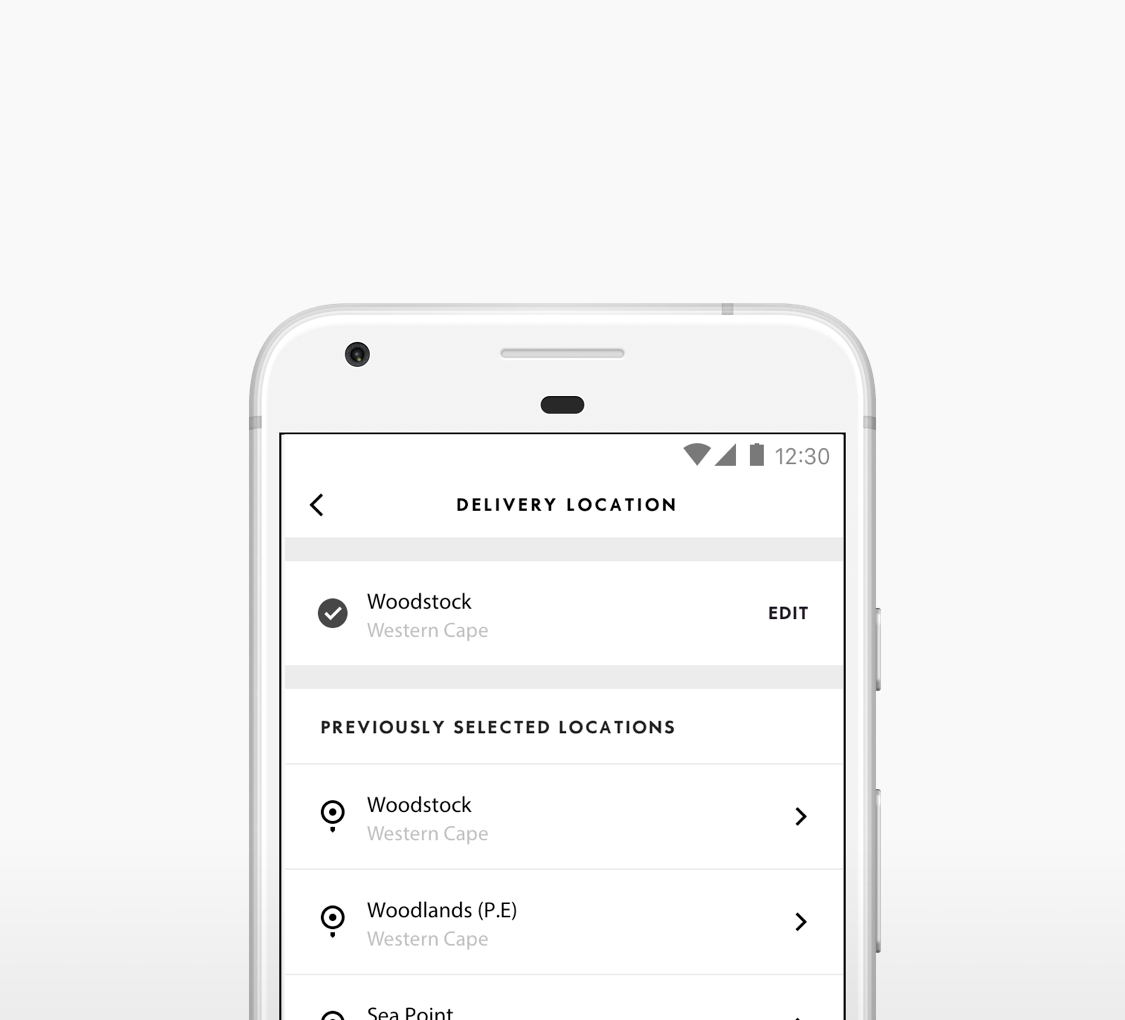 12:30
DELIVERY LOCATION
Woodstock
Western Cape
EDIT
PREVIOUSLY SELECTED LOCATIONS
Woodstock
Western Cape
Woodlands (P.E)
Western Cape
Sea Point